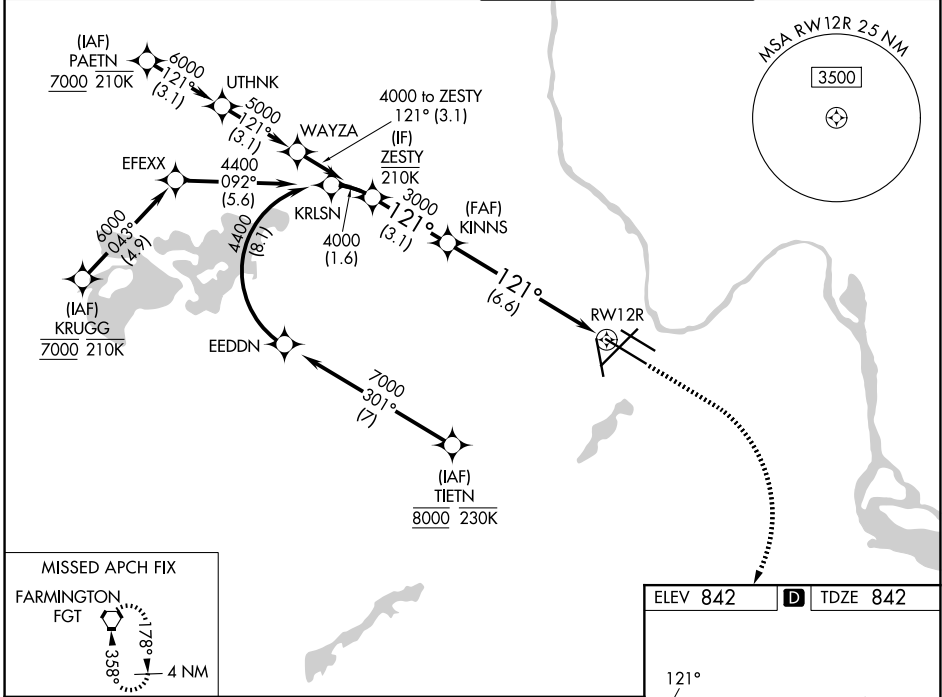 (IAF)
PAETN
7000 210K
6000
121°
(3.1)
UTHNK
5000
121°
(3.1)
WAYZA
4000 to ZESTY
121° (3.1)
(IF)
ZESTY
210K
EFEXX
4400
092°
(5.6)
KRLSN
4000
(1.6)
3000
121°
(3.1)
(FAF)
KINNS
6000
043°
(4.9)
(IAF)
KRUGG
7000 210K
4400
(8.1)
EEDDN
121°
(6.6)
RW12R
7000
301°
(7)
(IAF)
TIETN
8000 230K
MSA RW12R 25 NM
3500
MISSED APCH FIX
FARMINGTON
FGT
178°
358°
4 NM
ELEV 842 D TDZE 842
121°